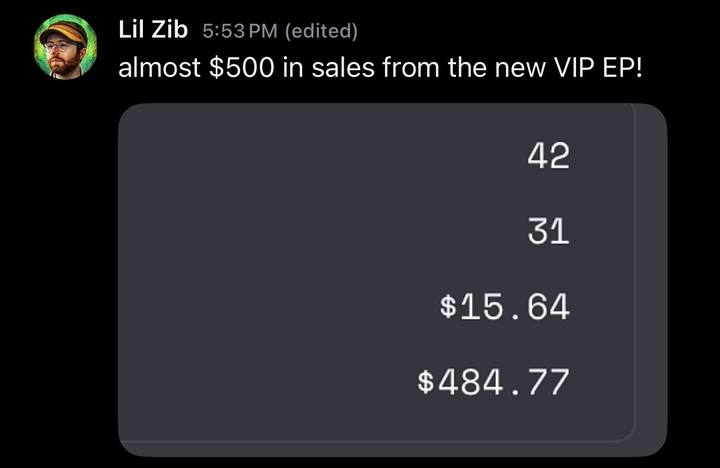 Lil Zib 5:53 PM (edited)
almost $500 in sales from the new VIP EP!
42
31
$15.64
$484.77